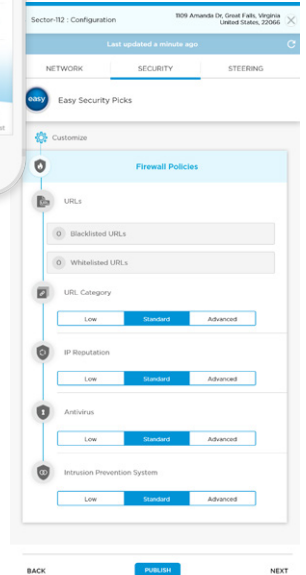 Sector-112 : Configuration
1109 Amanda Dr, Great Falls, Virginia
United States, 22066
Last updated a minute ago
NETWORK SECURITY STEERING
easy Easy Security Picks
Customize
Firewall Policies
URLs
0 Blacklisted URLs
0 Whitelisted URLs
URL Category
Low Standard Advanced
IP Reputation
Low Standard Advanced
Antivirus
Low Standard Advanced
Intrusion Prevention System
Low Standard Advanced
BACK PUBLISH NEXT